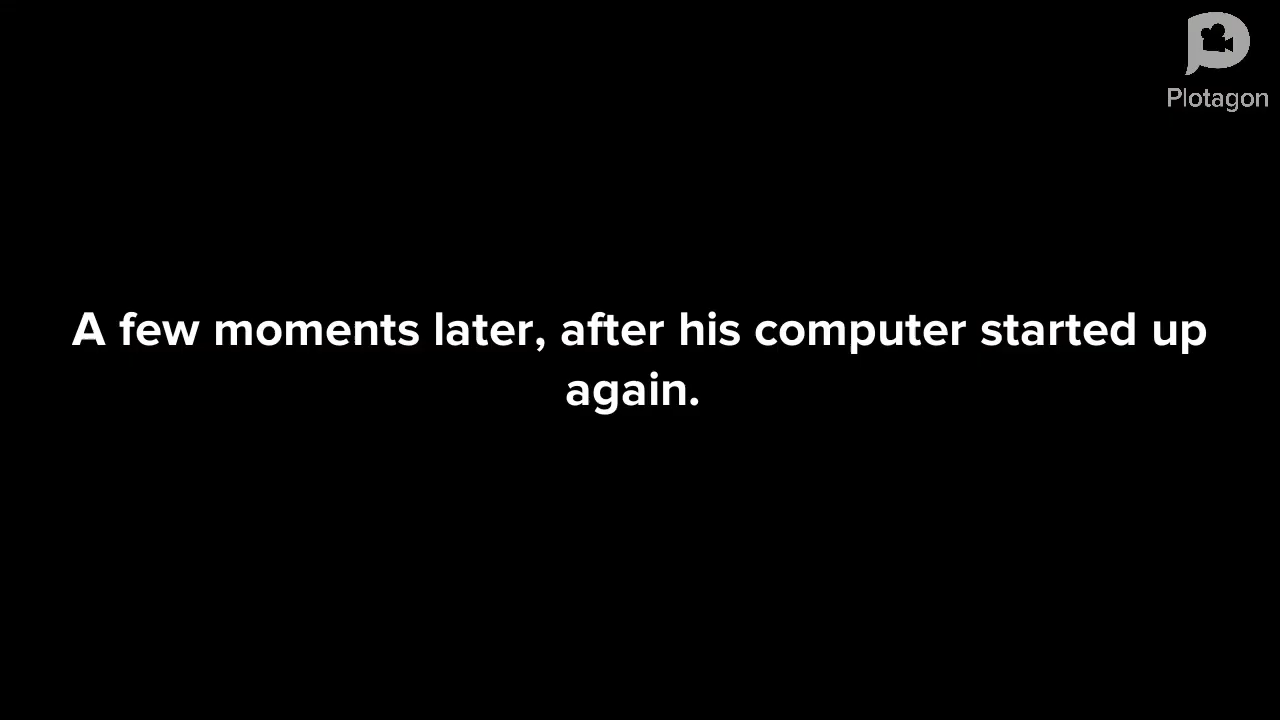 Plotagon
A few moments later, after his computer started up
again.